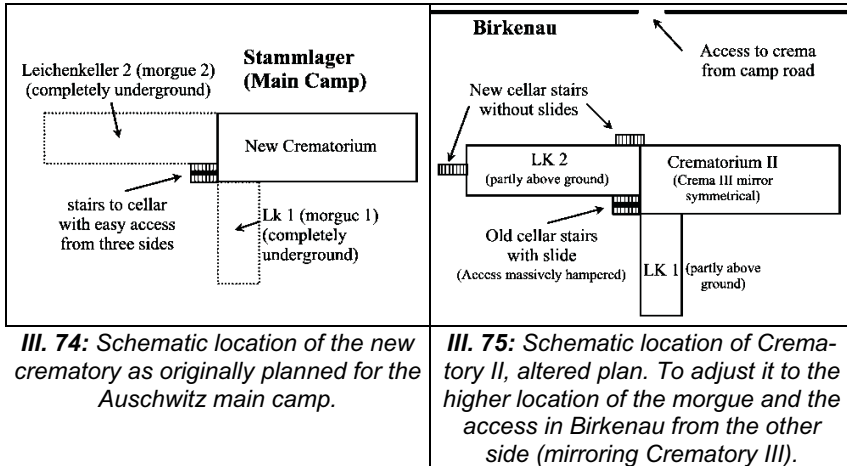 Leichenkeller 2 (morgue 2)
(completely underground)
Stammlager
(Main Camp)
New Crematorium
stairs to cellar
with easy access
from three sides
Lk 1 (morguc 1)
(completely
underground)
Birkenau
Access to crema
from camp road
New cellar stairs
without slides
LK 2
(partly above ground)
Crematorium II
(Crema III mirror
symmetrical)
Old cellar stairs
with slide
(Access massively hampered)
LK 1
(partly above
ground)
Ill. 74: Schematic location of the new
crematory as originally planned for the
Auschwitz main camp.
Ill. 75: Schematic location of Crema-
tory II, altered plan. To adjust it to the
higher location of the morgue and the
access in Birkenau from the other
side (mirroring Crematory III).